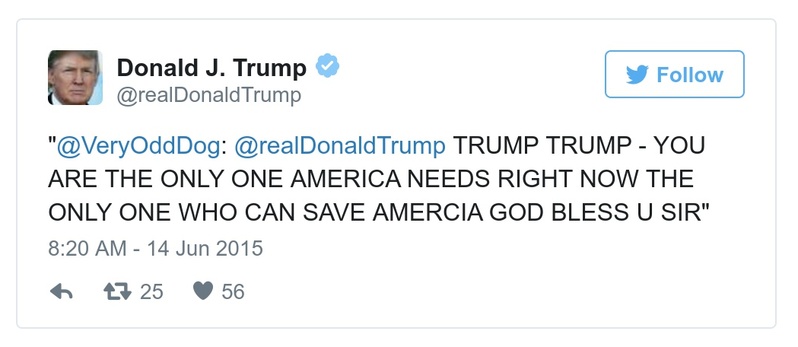 Donald J. Trump
@realDonaldTrump
Follow
"@VeryOddDog: @realDonaldTrump TRUMP TRUMP - YOU
ARE THE ONLY ONE AMERICA NEEDS RIGHT NOW THE
ONLY ONE WHO CAN SAVE AMERCIA GOD BLESS U SIR"
8:20 AM - 14 Jun 2015
25 56